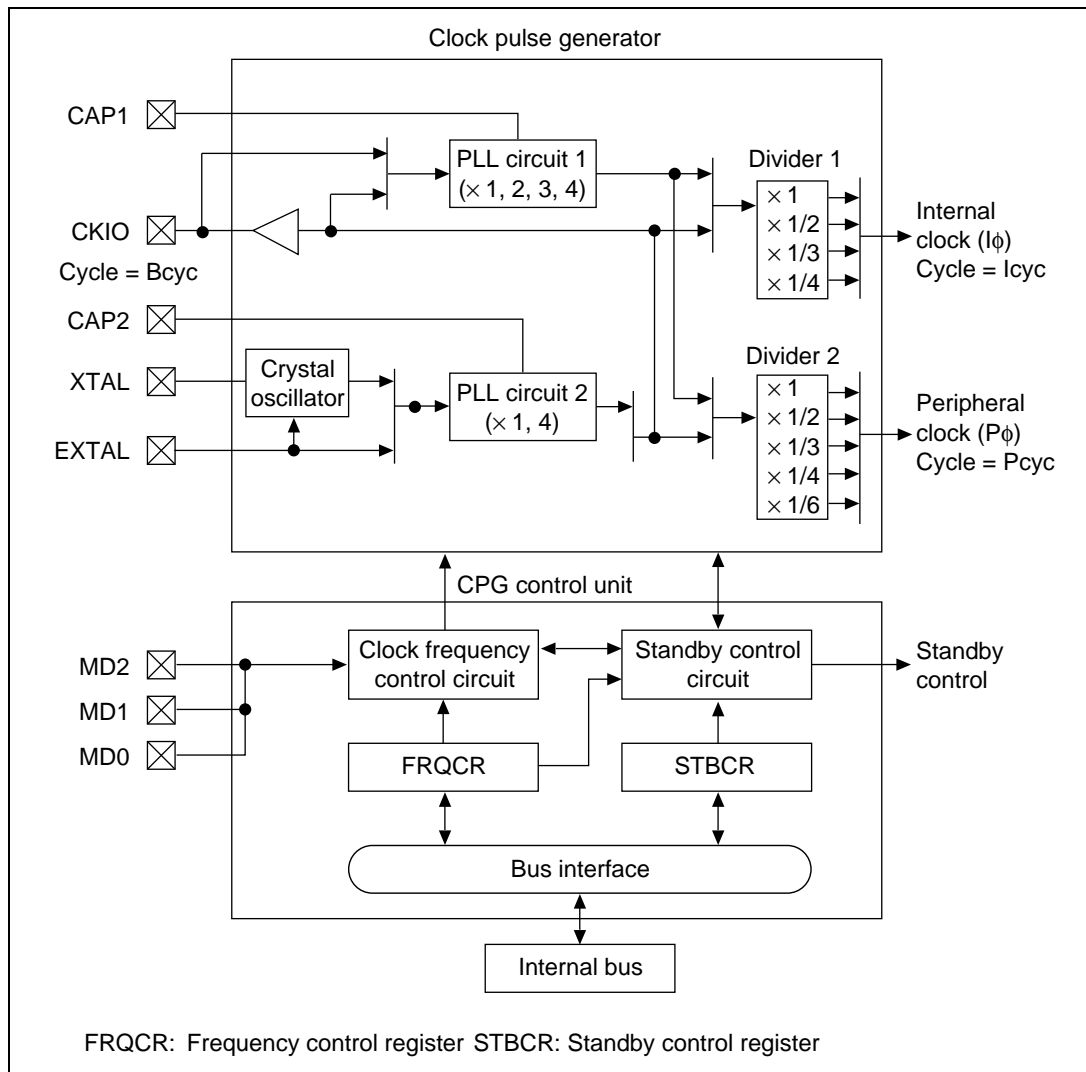 Clock pulse generator
CAP1
PLL circuit 1
(× 1, 2, 3, 4)
Divider 1
× 1
× 1/2
× 1/3
× 1/4
Internal
clock (Iϕ)
Cycle = Icyc
CKIO
Cycle = Bcyc
CAP2
XTAL
Crystal
oscillator
EXTAL
PLL circuit 2
(× 1, 4)
Divider 2
× 1
× 1/2
× 1/3
× 1/4
× 1/6
Peripheral
clock (Pϕ)
Cycle = Pcyc
CPG control unit
MD2
MD1
MD0
Clock frequency
control circuit
Standby control
circuit
Standby
control
FRQCR
STBCR
Bus interface
Internal bus
FRQCR: Frequency control register STBCR: Standby control register